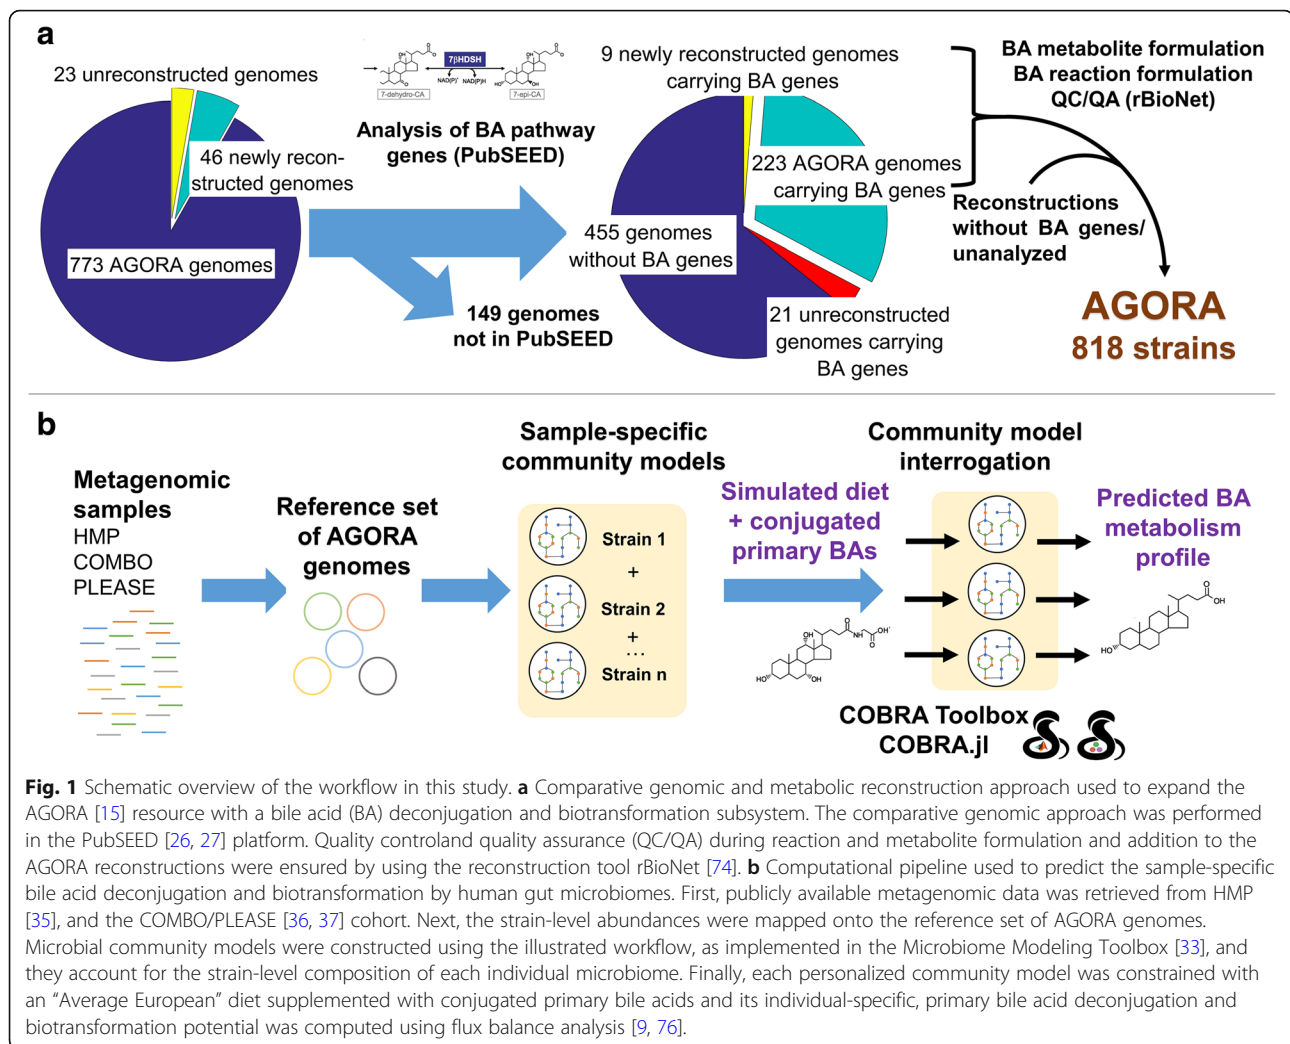 a
23 unreconstructed genomes
46 newly recon-
structed genomes
773 AGORA genomes
7βHDSH
NAD(P)+
NAD(P)H
7-dehydro-CA
7-epi-CA
OH
O
O
OH
O
HO
OH
Analysis of BA pathway
genes (PubSEED)
149 genomes
not in PubSEED
9 newly reconstructed genomes
carrying BA genes
223 AGORA genomes
carrying BA genes
455 genomes
without BA genes
21 unreconstructed
genomes carrying
BA genes
BA metabolite formulation
BA reaction formulation
QC/QA (rBioNet)
Reconstructions
without BA genes/
unanalyzed
AGORA
818 strains
b
Metagenomic
samples
HMP
COMBO
PLEASE
Reference set
of AGORA
genomes
Sample-specific
community models
Strain 1
+
Strain 2
+
...
Strain n
Simulated diet
+ conjugated
primary BAs
OH
O
NH
O
OH
HO
OH
Community model
interrogation
COBRA Toolbox
COBRA.jl
Predicted BA
metabolism
profile
O
OH
HO
Fig. 1 Schematic overview of the workflow in this study. a Comparative genomic and metabolic reconstruction approach used to expand the
AGORA [15] resource with a bile acid (BA) deconjugation and biotransformation subsystem. The comparative genomic approach was performed
in the PubSEED [26, 27] platform. Quality controland quality assurance (QC/QA) during reaction and metabolite formulation and addition to the
AGORA reconstructions were ensured by using the reconstruction tool rBioNet [74]. b Computational pipeline used to predict the sample-specific
bile acid deconjugation and biotransformation by human gut microbiomes. First, publicly available metagenomic data was retrieved from HMP
[35], and the COMBO/PLEASE [36, 37] cohort. Next, the strain-level abundances were mapped onto the reference set of AGORA genomes.
Microbial community models were constructed using the illustrated workflow, as implemented in the Microbiome Modeling Toolbox [33], and
they account for the strain-level composition of each individual microbiome. Finally, each personalized community model was constrained with
an “Average European” diet supplemented with conjugated primary bile acids and its individual-specific, primary bile acid deconjugation and
biotransformation potential was computed using flux balance analysis [9, 76].